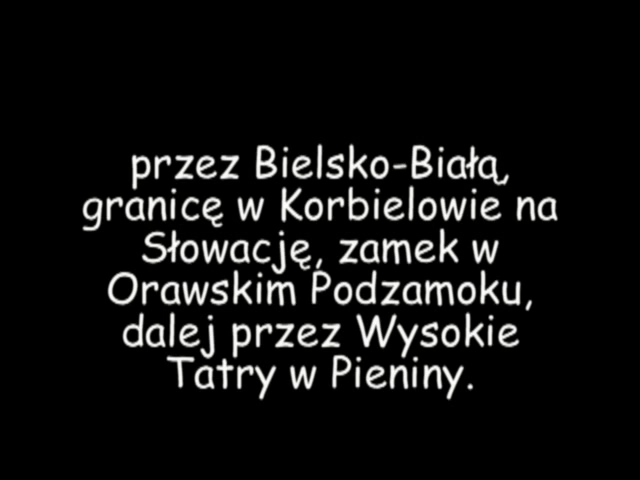 przez Bielsko-Białą,
granicę w Korbielowie na
Słowację, zamek w
Orawskim Podzamoku,
dalej przez Wysokie
Tatry w Pieniny.